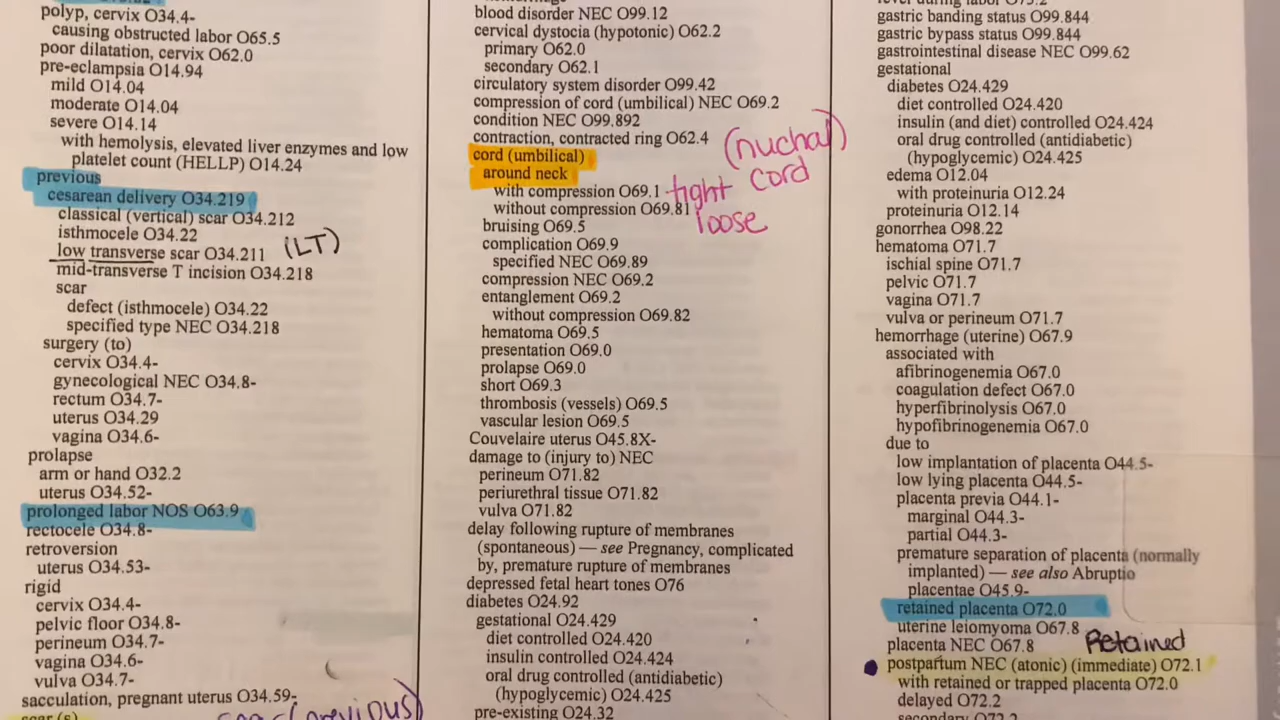 polyp, cervix O34.4-
causing obstructed labor O65.5
poor dilatation, cervix O62.0
pre-eclampsia O14.94
mild O14.04
moderate O14.04
severe O14.14
with hemolysis, elevated liver enzymes and low
platelet count (HELLP) O14.24
previous
cesarean delivery O34.219
classical (vertical) scar O34.212
isthmocele O34.22
low transverse scar O34.211 (LT)
mid-transverse T incision O34.218
scar
defect (isthmocele) O34.22
specified type NEC O34.218
surgery (to)
cervix O34.4-
gynecological NEC O34.8-
rectum O34.7-
uterus O34.29
vagina O34.6-
prolapse
arm or hand O32.2
uterus O34.52-
prolonged labor NOS O63.9
rectocele O34.8-
retroversion
uterus O34.53-
rigid
cervix O34.4-
pelvic floor O34.8-
perineum O34.7-
vagina O34.6-
vulva O34.7-
sacculation, pregnant uterus O34.59-
(previous)
blood disorder NEC O99.12
cervical dystocia (hypotonic) O62.2
primary O62.0
secondary O62.1
circulatory system disorder O99.42
compression of cord (umbilical) NEC O69.2
condition NEC O99.892
contraction, contracted ring O62.4
(nuchal)
cord (umbilical)
around neck
cord
with compression O69.1 tight
without compression O69.81 loose
bruising O69.5
complication O69.9
specified NEC O69.89
compression NEC O69.2
entanglement O69.2
without compression O69.82
hematoma O69.5
presentation O69.0
prolapse O69.0
short O69.3
thrombosis (vessels) O69.5
vascular lesion O69.5
Couvelaire uterus O45.8X-
damage to (injury to) NEC
perineum O71.82
periurethral tissue O71.82
vulva O71.82
delay following rupture of membranes
(spontaneous) — see Pregnancy, complicated
by, premature rupture of membranes
depressed fetal heart tones O76
diabetes O24.92
gestational O24.429
diet controlled O24.420
insulin controlled O24.424
oral drug controlled (antidiabetic)
(hypoglycemic) O24.425
pre-existing O24.32
gastric banding status O99.844
gastric bypass status O99.844
gastrointestinal disease NEC O99.62
gestational
diabetes O24.429
diet controlled O24.420
insulin (and diet) controlled O24.424
oral drug controlled (antidiabetic)
(hypoglycemic) O24.425
edema O12.04
with proteinuria O12.24
proteinuria O12.14
gonorrhea O98.22
hematoma O71.7
ischial spine O71.7
pelvic O71.7
vagina O71.7
vulva or perineum O71.7
hemorrhage (uterine) O67.9
associated with
afibrinogenemia O67.0
coagulation defect O67.0
hyperfibrinolysis O67.0
hypofibrinogenemia O67.0
due to
low implantation of placenta O44.5-
low lying placenta O44.5-
placenta previa O44.1-
marginal O44.3-
partial O44.3-
premature separation of placenta (normally
implanted) — see also Abruptio
placentae O45.9-
retained placenta O72.0
uterine leiomyoma O67.8
placenta NEC O67.8 Retained
postpartum NEC (atonic) (immediate) O72.1
with retained or trapped placenta O72.0
delayed O72.2